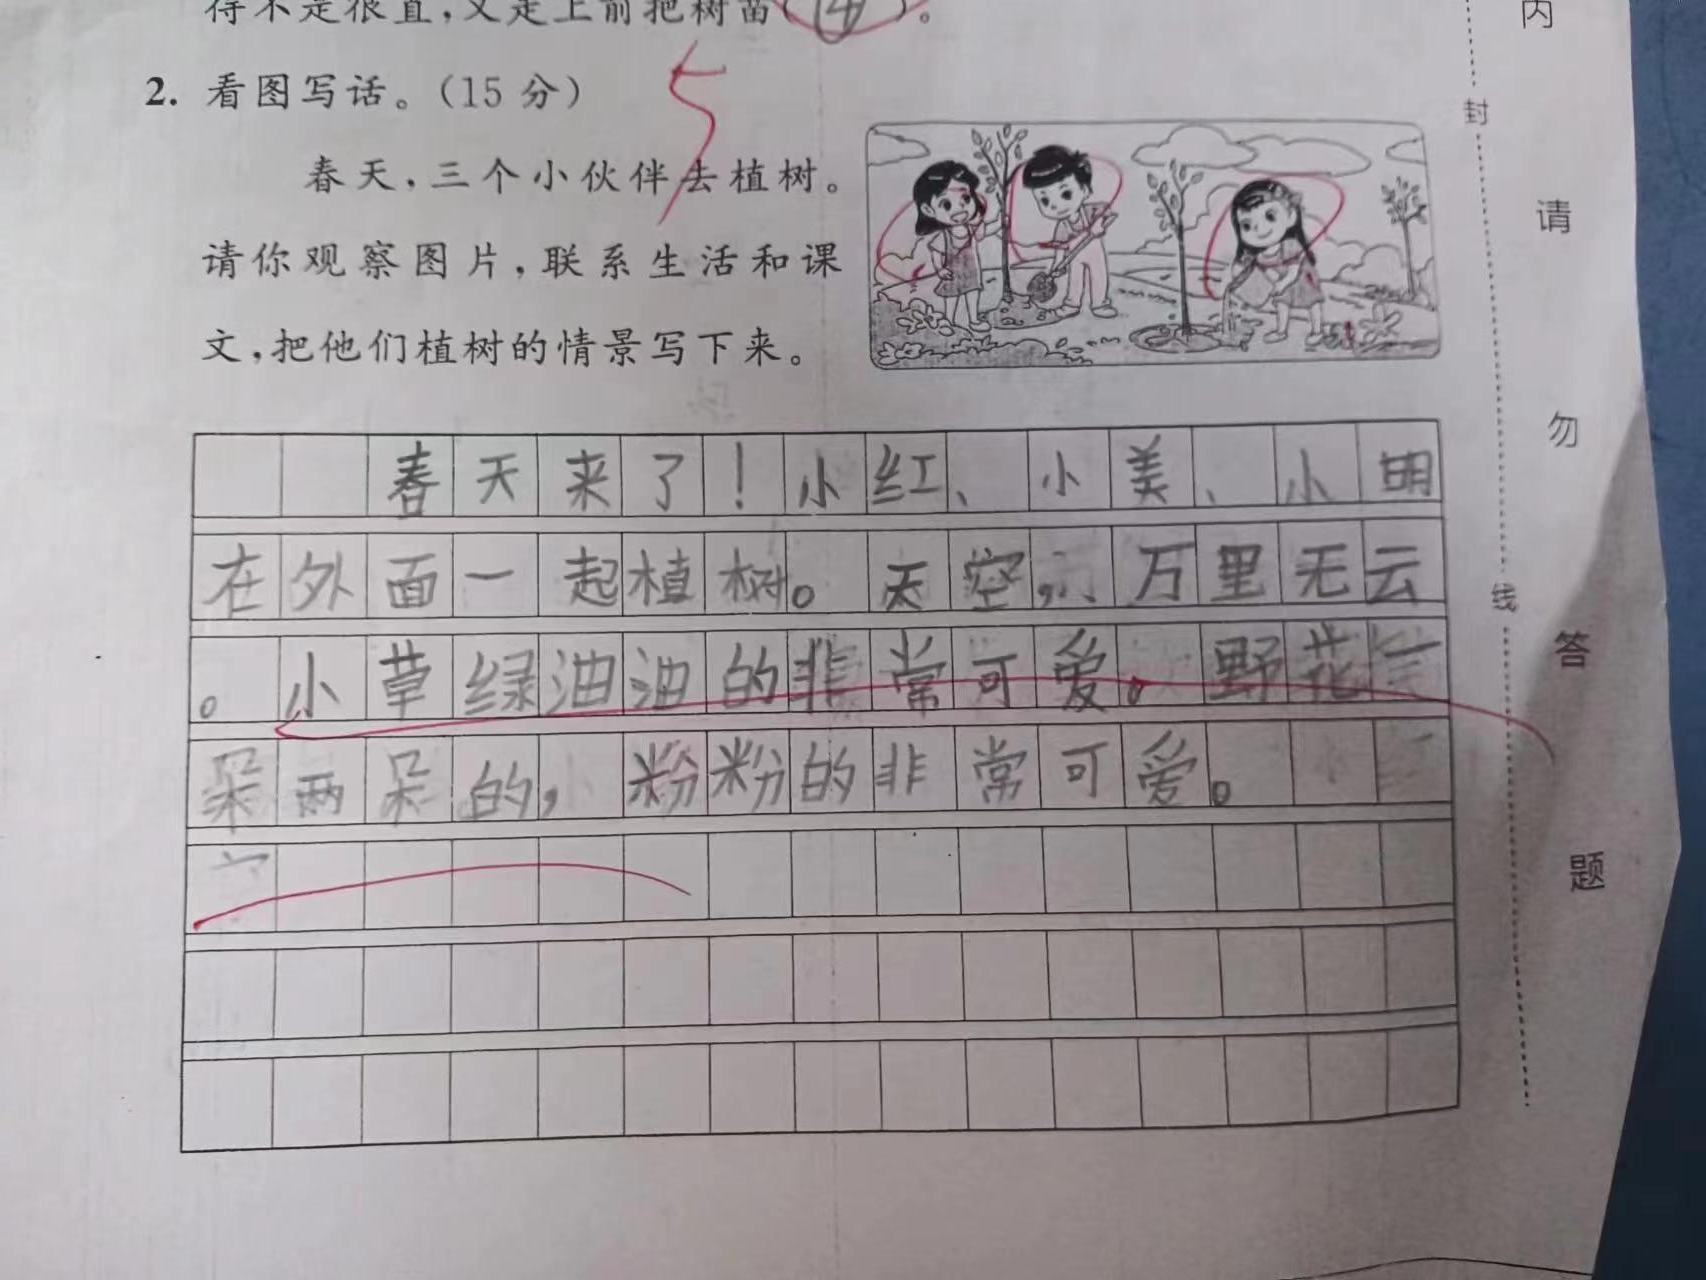 得不是很直，又走上前把树苗（④）。
5
2. 看图写话。（15 分）
春天，三个小伙伴去植树。
请你观察图片，联系生活和课
文，把他们植树的情景写下来。
春天来了！小红、小美、小明
在外面一起植树。天空，万里无云
。小草绿油油的非常可爱。野花
朵两朵的，粉粉的非常可爱。
内
封
请
勿
线
答
题